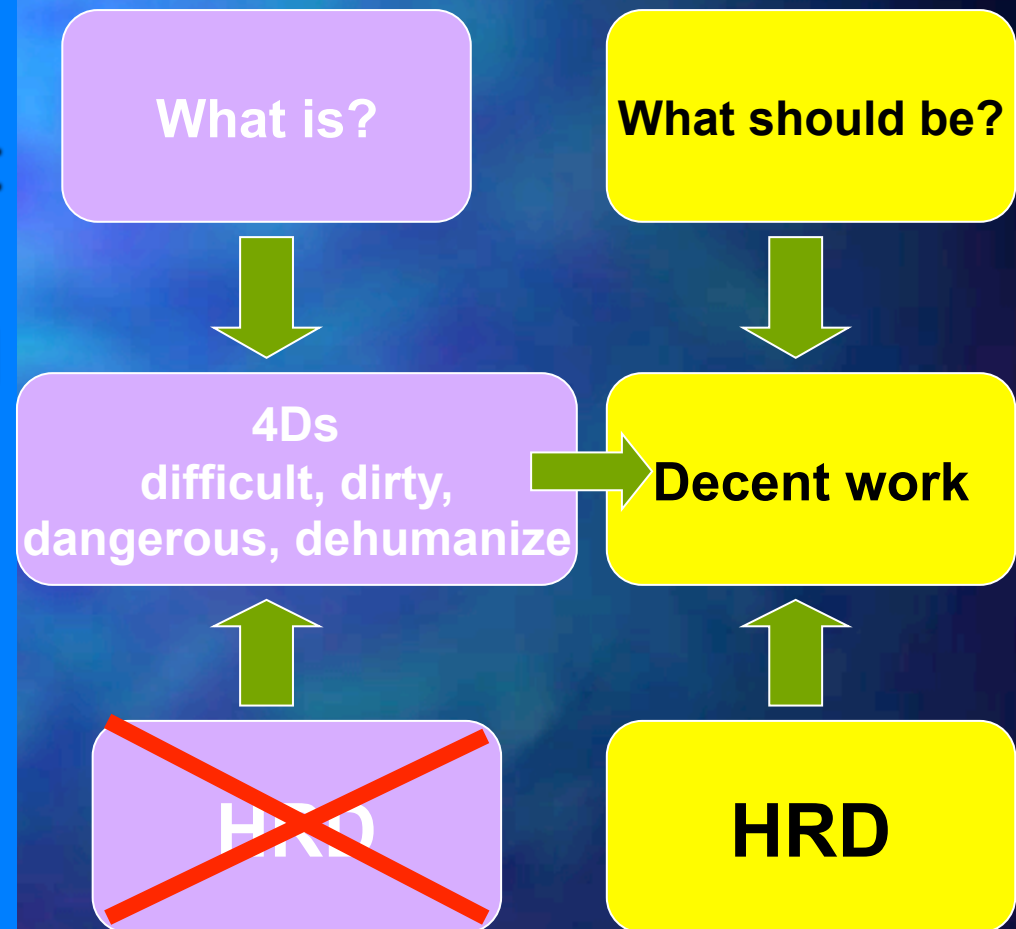 What is?
What should be?
4Ds
difficult, dirty,
dangerous, dehumanize
Decent work
HRD
HRD